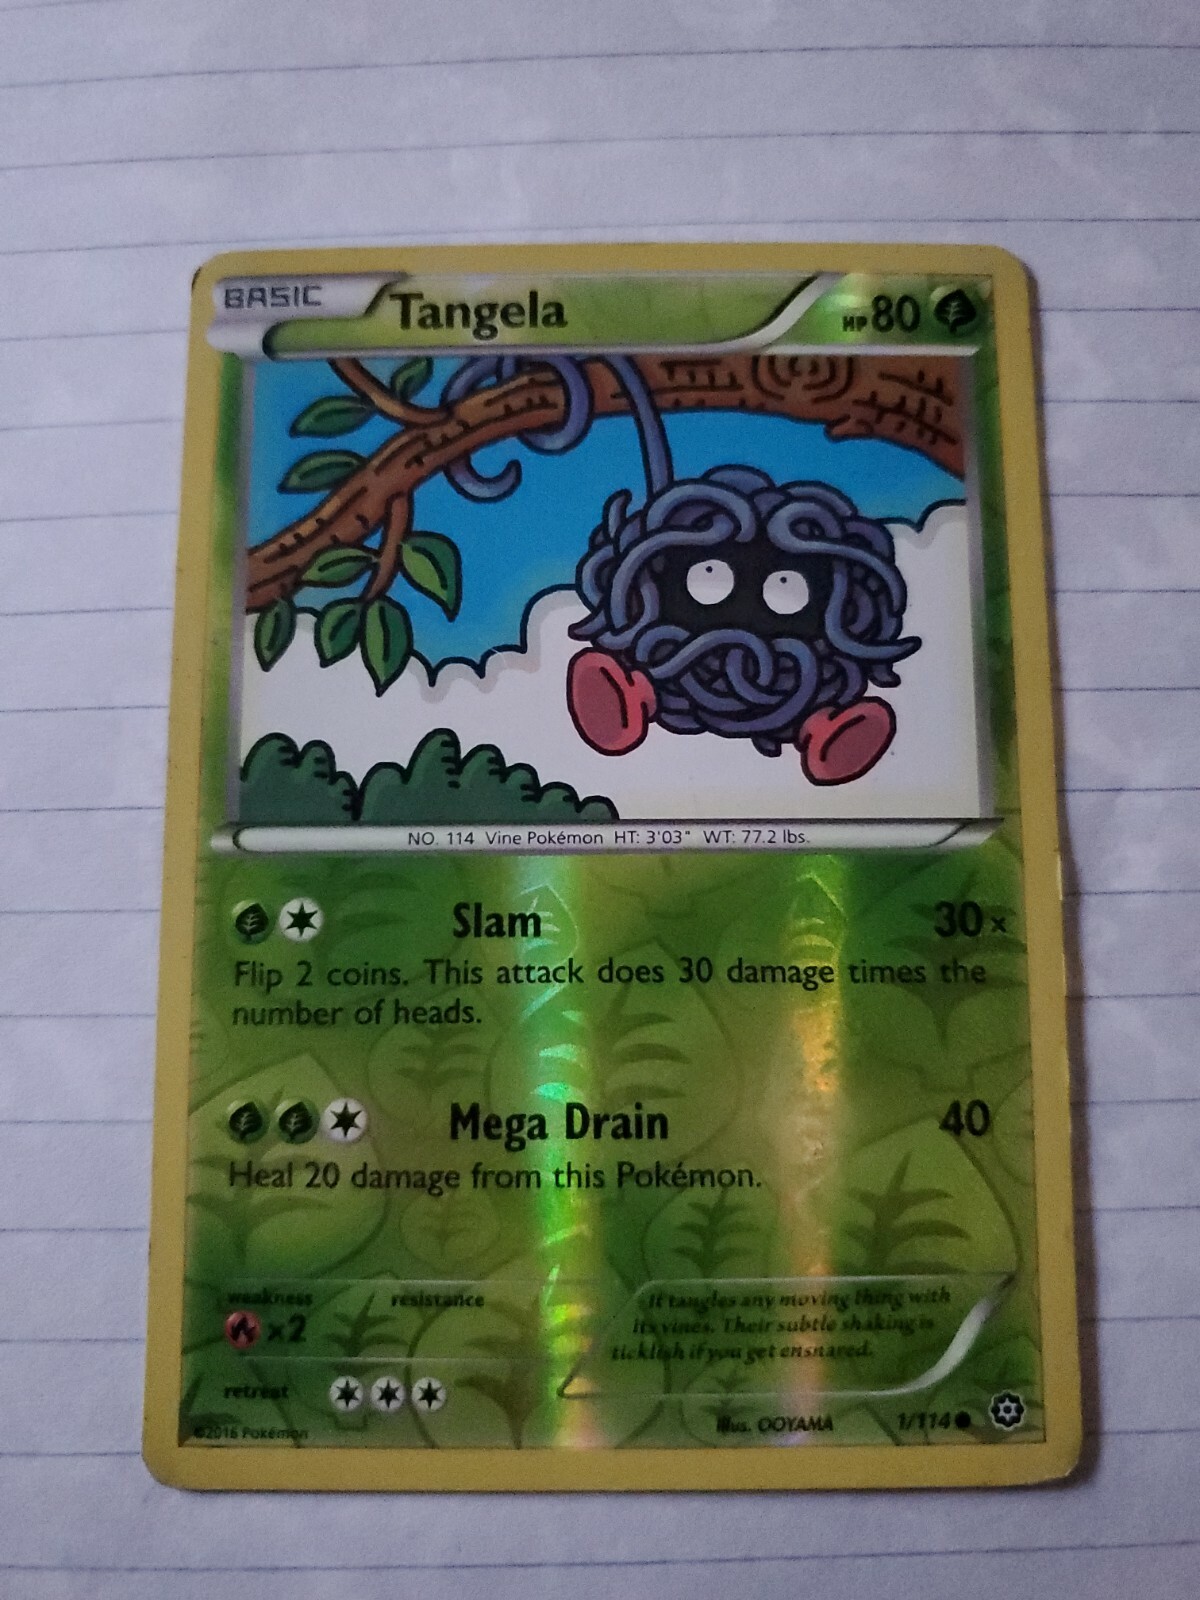 BASIC Tangela HP 80
NO. 114 Vine Pokémon HT: 3'03" WT: 77.2 lbs.
Slam 30×
Flip 2 coins. This attack does 30 damage times the
number of heads.
Mega Drain 40
Heal 20 damage from this Pokémon.
weakness resistance
×2
It tangles any moving thing with
its vines. Their subtle shaking is
ticklish if you get ensnared.
retreat
©2016 Pokémon
Illus. OOYAMA 1/114